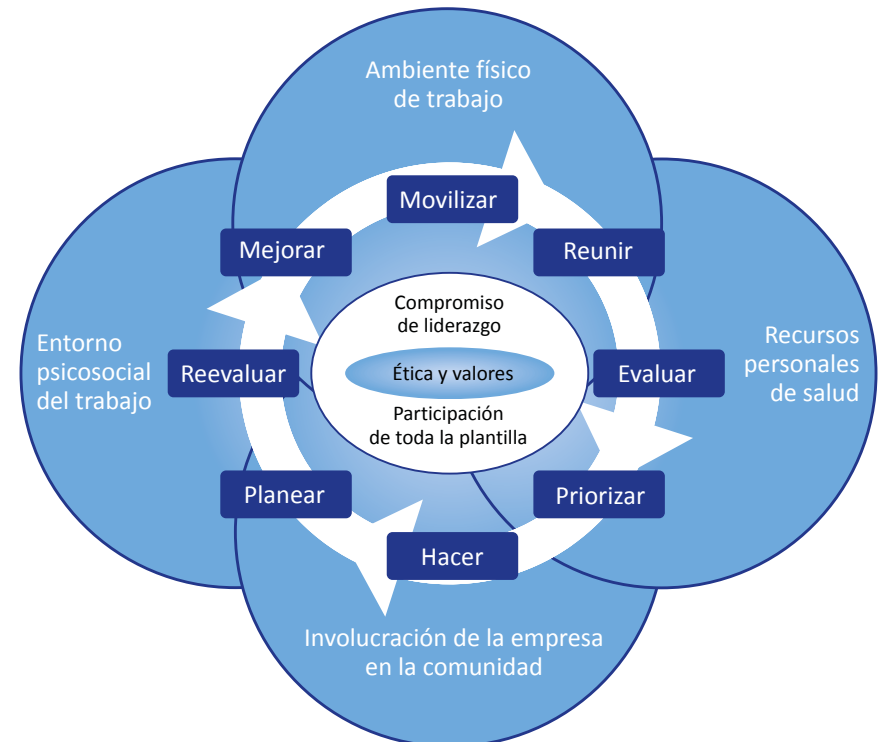 Ambiente físico
de trabajo
Movilizar
Mejorar
Reunir
Compromiso
de liderazgo
Entorno
psicosocial
del trabajo
Reevaluar
Ética y valores
Evaluar
Recursos
personales
de salud
Participación
de toda la plantilla
Planear
Priorizar
Hacer
Involucración de la empresa
en la comunidad